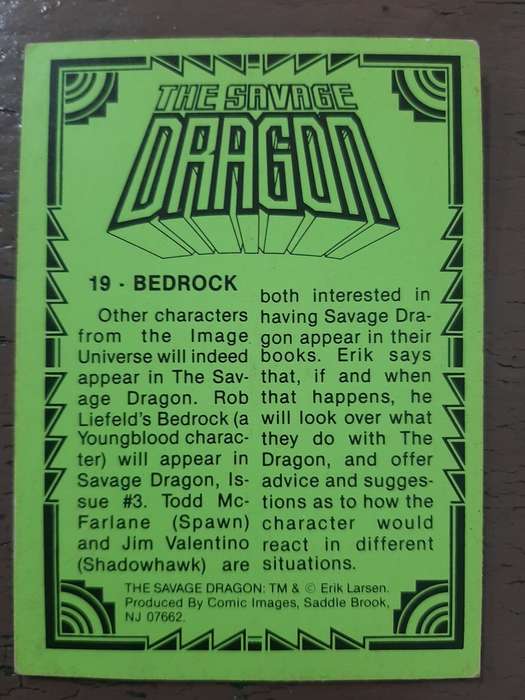 THE SAVAGE
DRAGON
19 - BEDROCK
Other characters
from the Image
Universe will indeed
appear in The Sav-
age Dragon. Rob
Liefeld's Bedrock (a
Youngblood charac-
ter) will appear in
Savage Dragon, Is-
sue #3. Todd Mc-
Farlane (Spawn)
and Jim Valentino
(Shadowhawk) are
both interested in
having Savage Dra-
gon appear in their
books. Erik says
that, if and when
that happens, he
will look over what
they do with The
Dragon, and offer
advice and sugges-
tions as to how the
character would
react in different
situations.
THE SAVAGE DRAGON: TM & © Erik Larsen.
Produced By Comic Images, Saddle Brook,
NJ 07662.